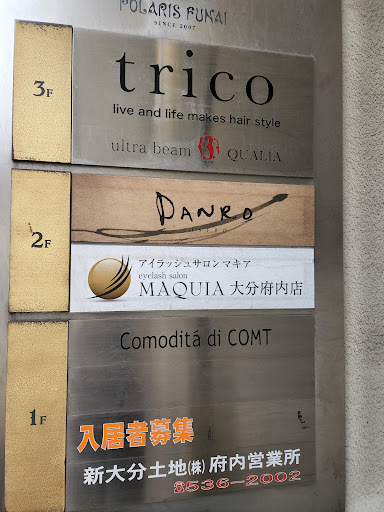 POLARIS FUNAI
SINCE 2007
3F
trico
live and life makes hair style
ultra beam 3 QUALIA
2F
DANRO
アイラッシュサロン マキア
eyelash salon
MAQUIA 大分府内店
1F
Comoditá di COMT
入居者募集
新大分土地(株)府内営業所
☎536-2002